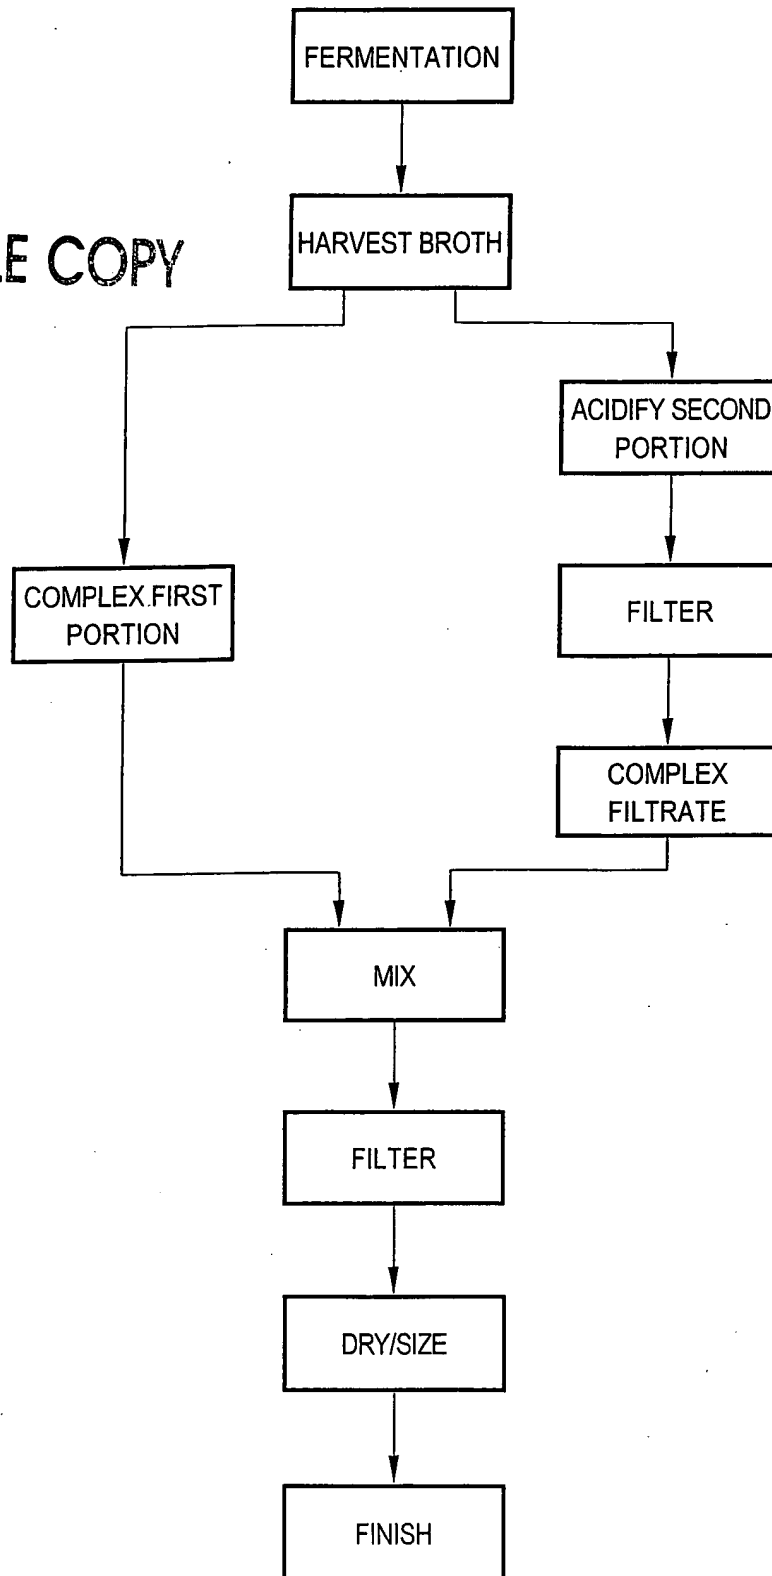 FERMENTATION
HARVEST BROTH
COPY
ACIDIFY SECOND
PORTION
COMPLEX FIRST
PORTION
FILTER
COMPLEX
FILTRATE
MIX
FILTER
DRY/SIZE
FINISH